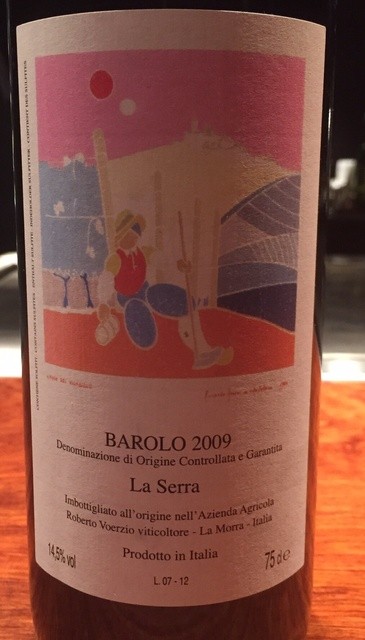 BAROLO 2009
Denominazione di Origine Controllata e Garantita
La Serra
Imbottigliato all'origine nell'Azienda Agricola
Roberto Voerzio viticoltore - La Morra - Italia
14,5% vol
Prodotto in Italia
75 cl e
L. 07 - 12